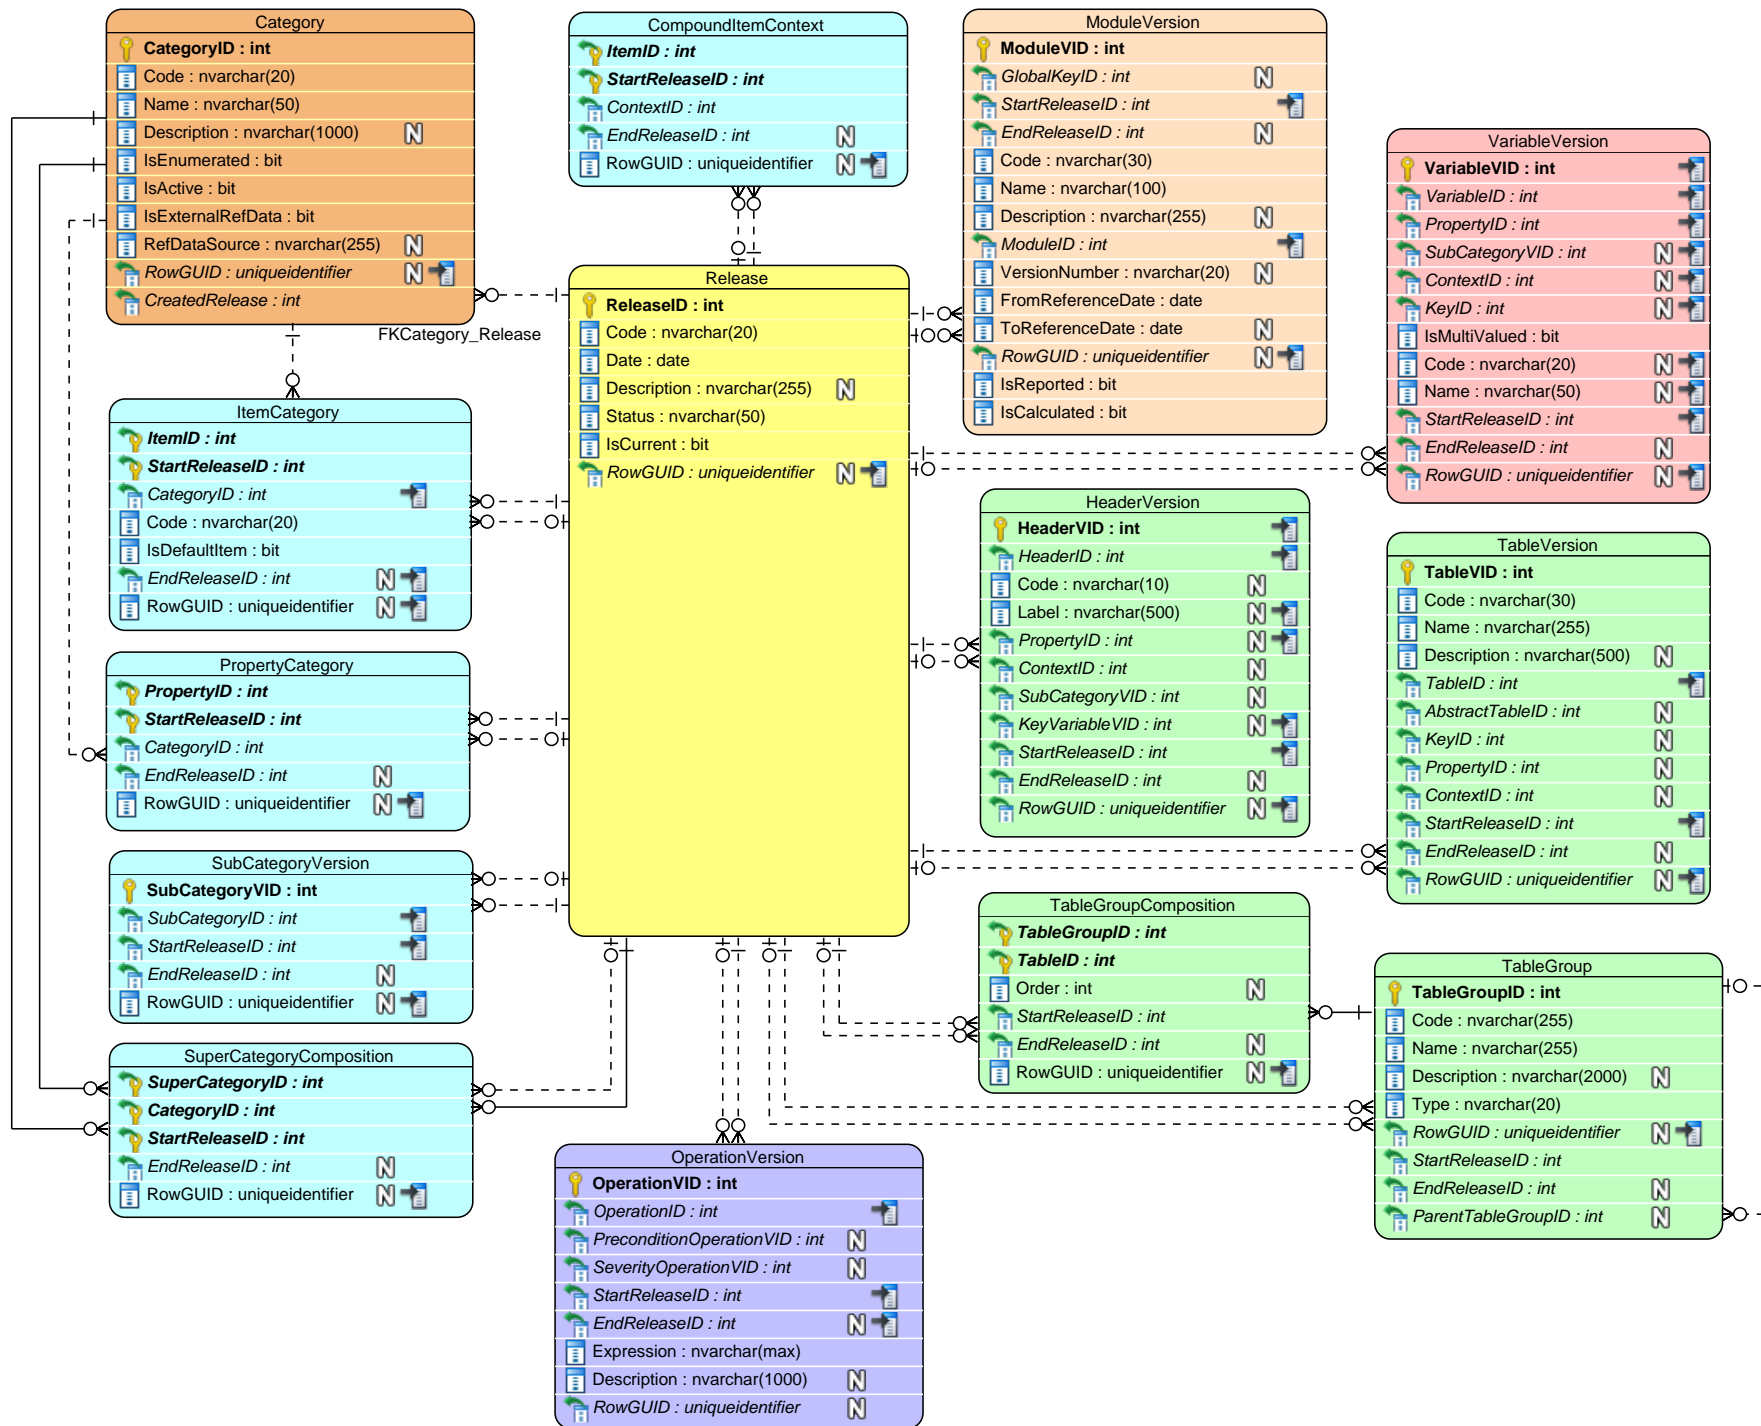 Category
CategoryID : int
Code : nvarchar(20)
Name : nvarchar(50)
Description : nvarchar(1000) N
IsEnumerated : bit
IsActive : bit
IsExternalRefData : bit
RefDataSource : nvarchar(255) N
RowGUID : uniqueidentifier N
CreatedRelease : int
CompoundItemContext
ItemID : int
StartReleaseID : int
ContextID : int
EndReleaseID : int N
RowGUID : uniqueidentifier N
ModuleVersion
ModuleVID : int
GlobalKeyID : int N
StartReleaseID : int
EndReleaseID : int N
Code : nvarchar(30)
Name : nvarchar(100)
Description : nvarchar(255) N
ModuleID : int
VersionNumber : nvarchar(20) N
FromReferenceDate : date
ToReferenceDate : date N
RowGUID : uniqueidentifier N
IsReported : bit
IsCalculated : bit
VariableVersion
VariableVID : int
VariableID : int
PropertyID : int
SubCategoryVID : int N
ContextID : int N
KeyID : int N
IsMultiValued : bit
Code : nvarchar(20) N
Name : nvarchar(50) N
StartReleaseID : int
EndReleaseID : int N
RowGUID : uniqueidentifier N
FKCategory_Release
Release
ReleaseID : int
Code : nvarchar(20)
Date : date
Description : nvarchar(255) N
Status : nvarchar(50)
IsCurrent : bit
RowGUID : uniqueidentifier N
ItemCategory
ItemID : int
StartReleaseID : int
CategoryID : int
Code : nvarchar(20)
IsDefaultItem : bit
EndReleaseID : int N
RowGUID : uniqueidentifier N
HeaderVersion
HeaderVID : int
HeaderID : int
Code : nvarchar(10) N
Label : nvarchar(500) N
PropertyID : int N
ContextID : int N
SubCategoryVID : int N
KeyVariableVID : int N
StartReleaseID : int
EndReleaseID : int N
RowGUID : uniqueidentifier N
TableVersion
TableVID : int
Code : nvarchar(30)
Name : nvarchar(255)
Description : nvarchar(500) N
TableID : int
AbstractTableID : int N
KeyID : int N
PropertyID : int N
ContextID : int N
StartReleaseID : int
EndReleaseID : int N
RowGUID : uniqueidentifier N
PropertyCategory
PropertyID : int
StartReleaseID : int
CategoryID : int
EndReleaseID : int N
RowGUID : uniqueidentifier N
SubCategoryVersion
SubCategoryVID : int
SubCategoryID : int
StartReleaseID : int
EndReleaseID : int N
RowGUID : uniqueidentifier N
TableGroupComposition
TableGroupID : int
TableID : int
Order : int N
StartReleaseID : int
EndReleaseID : int N
RowGUID : uniqueidentifier N
TableGroup
TableGroupID : int
Code : nvarchar(255)
Name : nvarchar(255)
Description : nvarchar(2000) N
Type : nvarchar(20)
RowGUID : uniqueidentifier N
StartReleaseID : int
EndReleaseID : int N
ParentTableGroupID : int N
SuperCategoryComposition
SuperCategoryID : int
CategoryID : int
StartReleaseID : int
EndReleaseID : int N
RowGUID : uniqueidentifier N
OperationVersion
OperationVID : int
OperationID : int
PreconditionOperationVID : int N
SeverityOperationVID : int N
StartReleaseID : int
EndReleaseID : int N
Expression : nvarchar(max)
Description : nvarchar(1000) N
RowGUID : uniqueidentifier N